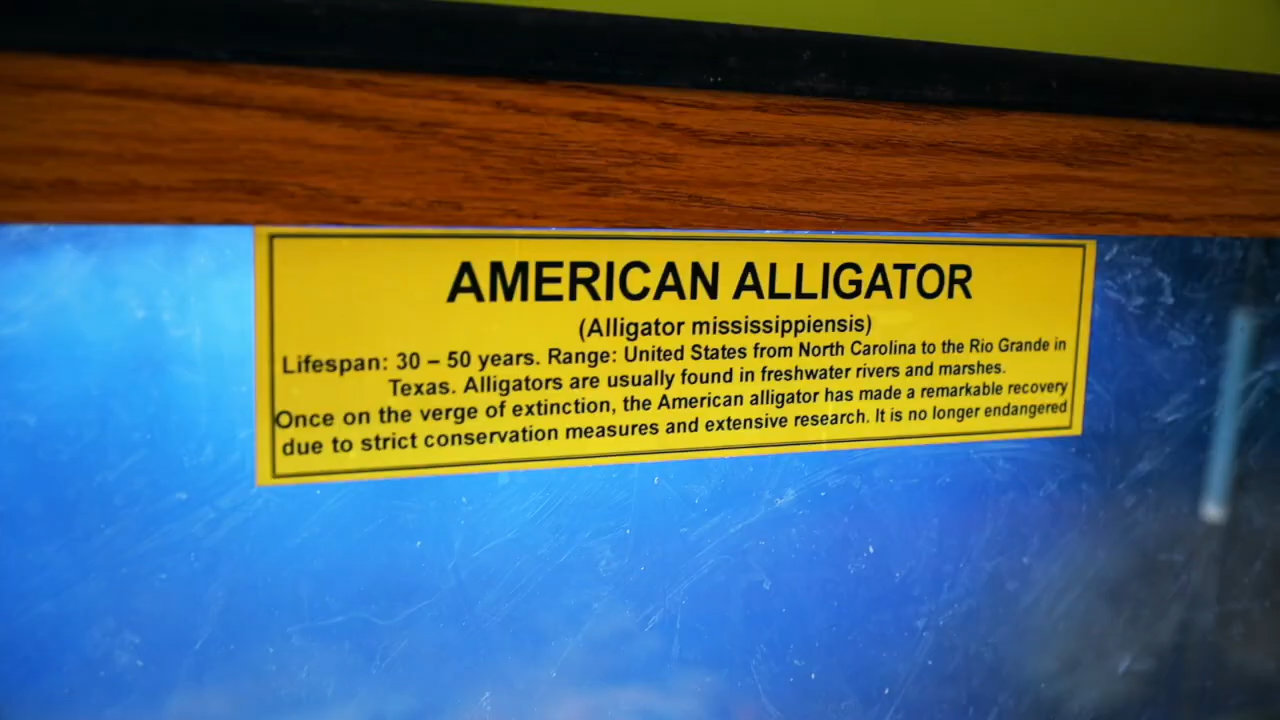 AMERICAN ALLIGATOR
(Alligator mississippiensis)
Lifespan: 30 – 50 years. Range: United States from North Carolina to the Rio Grande in
Texas. Alligators are usually found in freshwater rivers and marshes.
Once on the verge of extinction, the American alligator has made a remarkable recovery
due to strict conservation measures and extensive research. It is no longer endangered